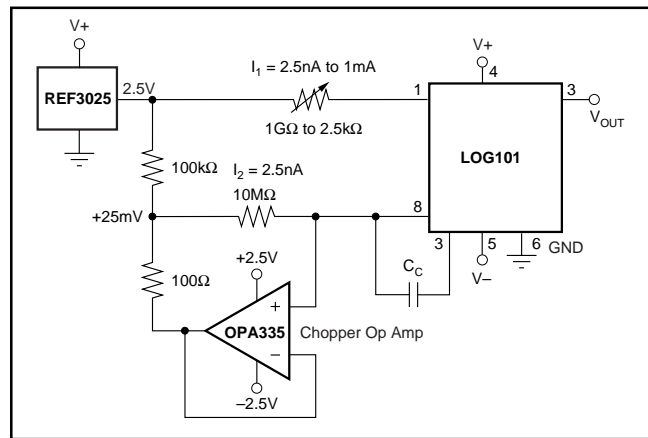 V+
REF3025
2.5V
I1 = 2.5nA to 1mA
1GΩ to 2.5kΩ
V+
4
1
3
VOUT
LOG101
100kΩ
I2 = 2.5nA
10MΩ
+25mV
8
3
5
6
GND
V–
CC
100Ω
+2.5V
+
OPA335
Chopper Op Amp
–
–2.5V